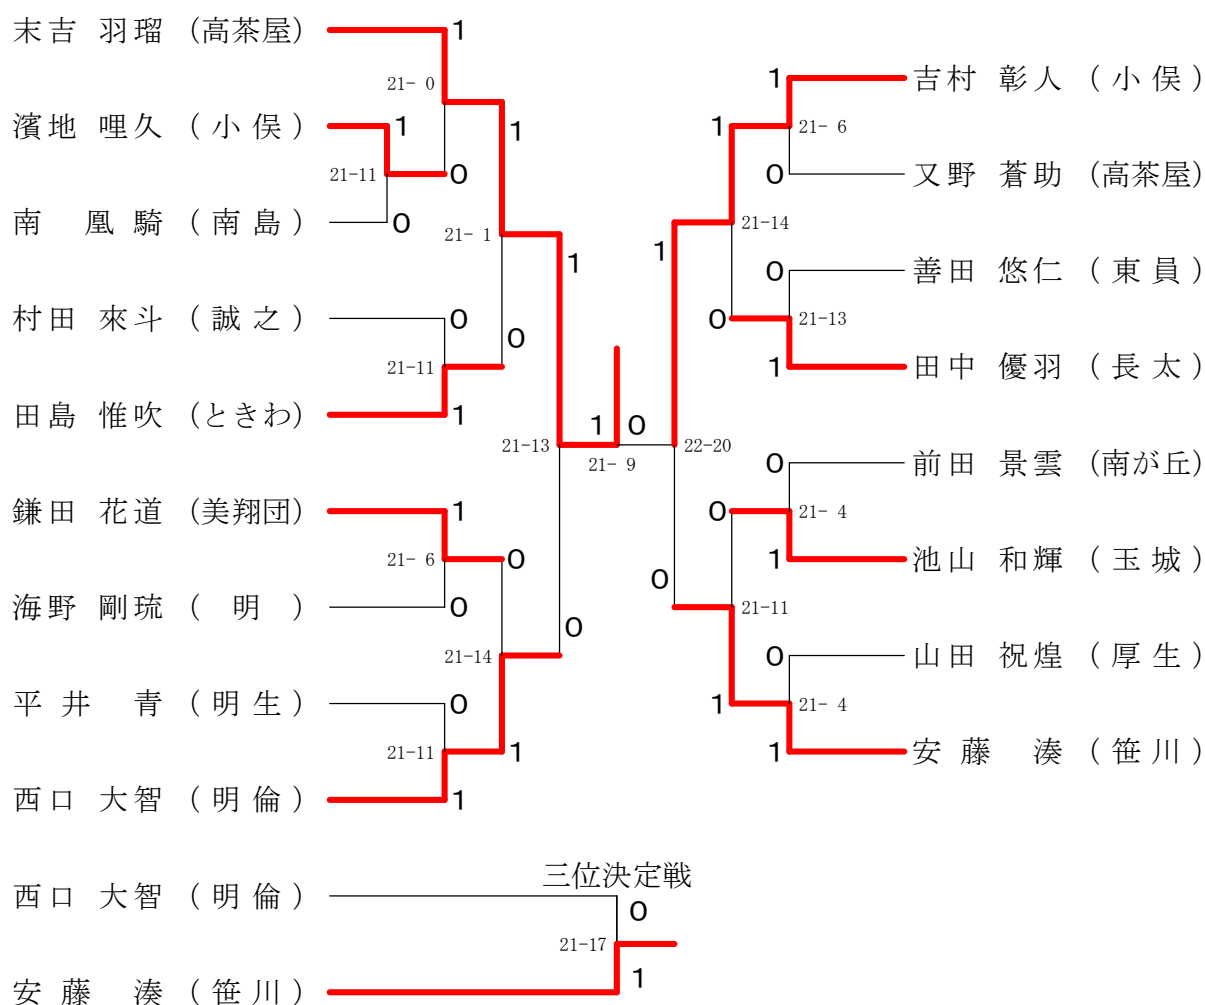 末吉 羽瑠 (高茶屋)
1
21- 0
濱地 哩久 (小俣)
1
1
21-11
0
南 凰騎 (南島)
0
21- 1
1
村田 來斗 (誠之)
0
0
21-11
田島 惟吹 (ときわ)
1
21-13
鎌田 花道 (美翔団)
1
21- 6
0
海野 剛琉 (明)
0
0
21-14
平井 青 (明生)
0
21-11
1
西口 大智 (明倫)
1
1
0
21- 9
吉村 彰人 (小俣)
1
21- 6
1
又野 蒼助 (高茶屋)
0
21-14
1
善田 悠仁 (東員)
0
0
21-13
田中 優羽 (長太)
1
22-20
前田 景雲 (南が丘)
0
0
21- 4
池山 和輝 (玉城)
1
0
21-11
山田 祝煌 (厚生)
0
1
21- 4
安藤 湊 (笹川)
1
三位決定戦
西口 大智 (明倫)
0
21-17
1
安藤 湊 (笹川)